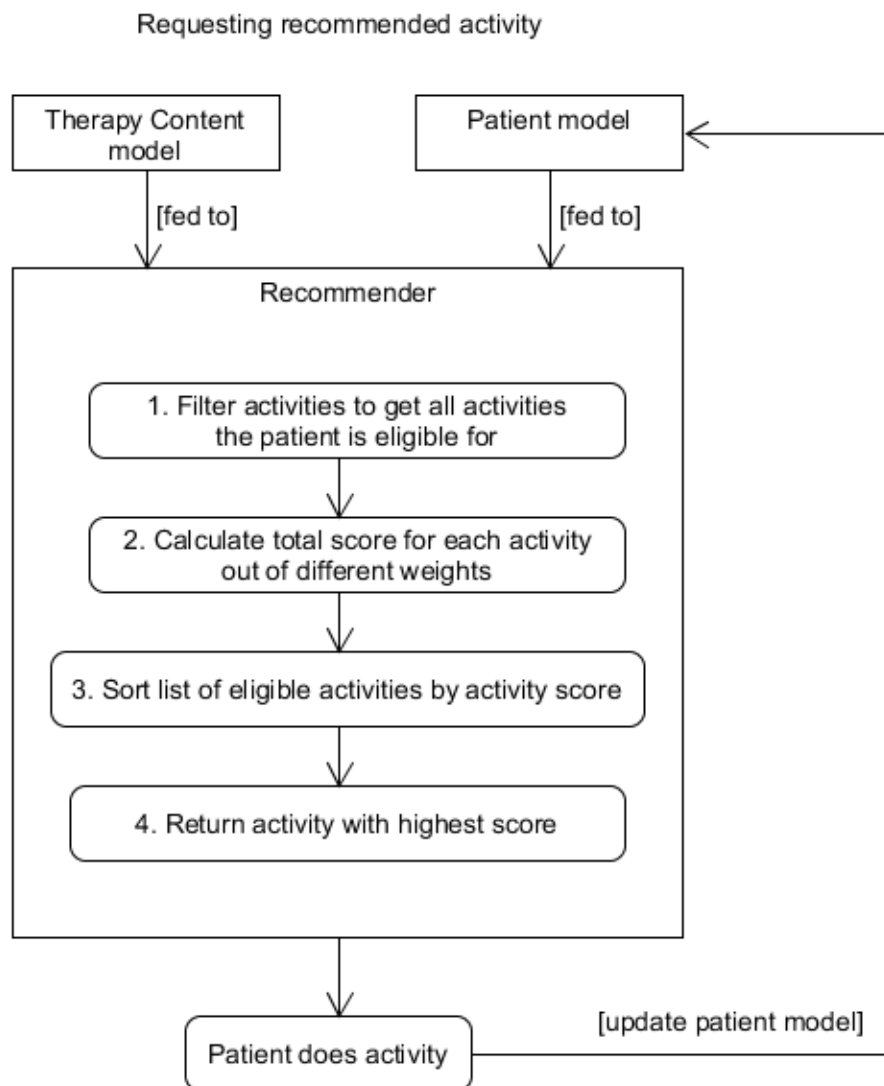 Requesting recommended activity
Therapy Content
model
Patient model
[fed to]
[fed to]
Recommender
1. Filter activities to get all activities
the patient is eligible for
2. Calculate total score for each activity
out of different weights
3. Sort list of eligible activities by activity score
4. Return activity with highest score
[update patient model]
Patient does activity